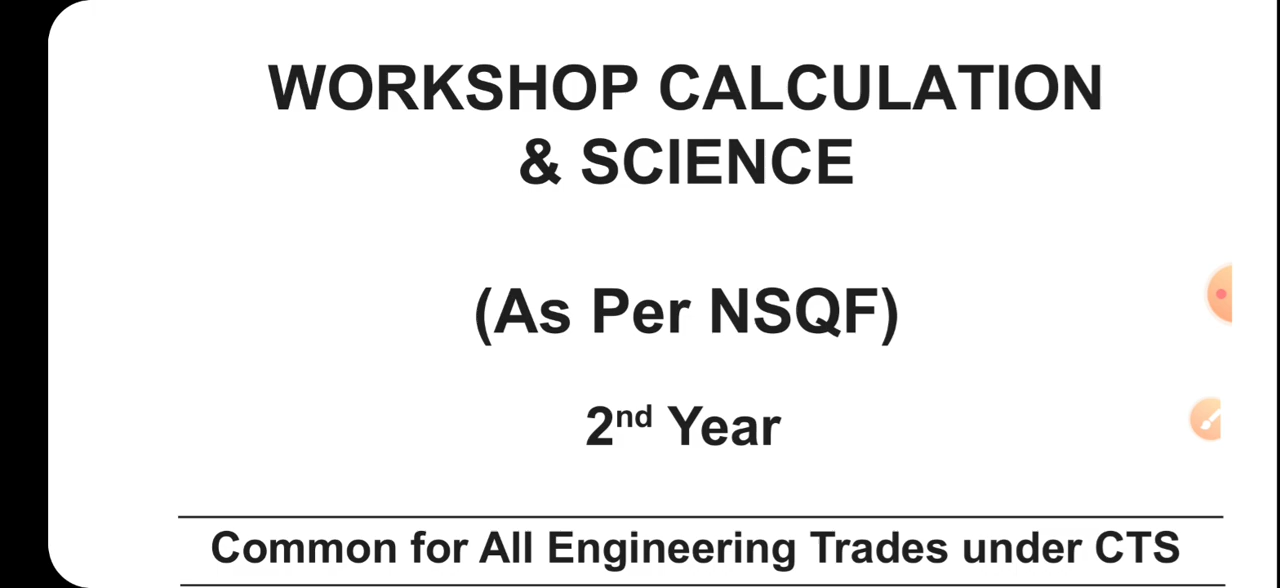 WORKSHOP CALCULATION
& SCIENCE
(As Per NSQF)
2nd Year
Common for All Engineering Trades under CTS